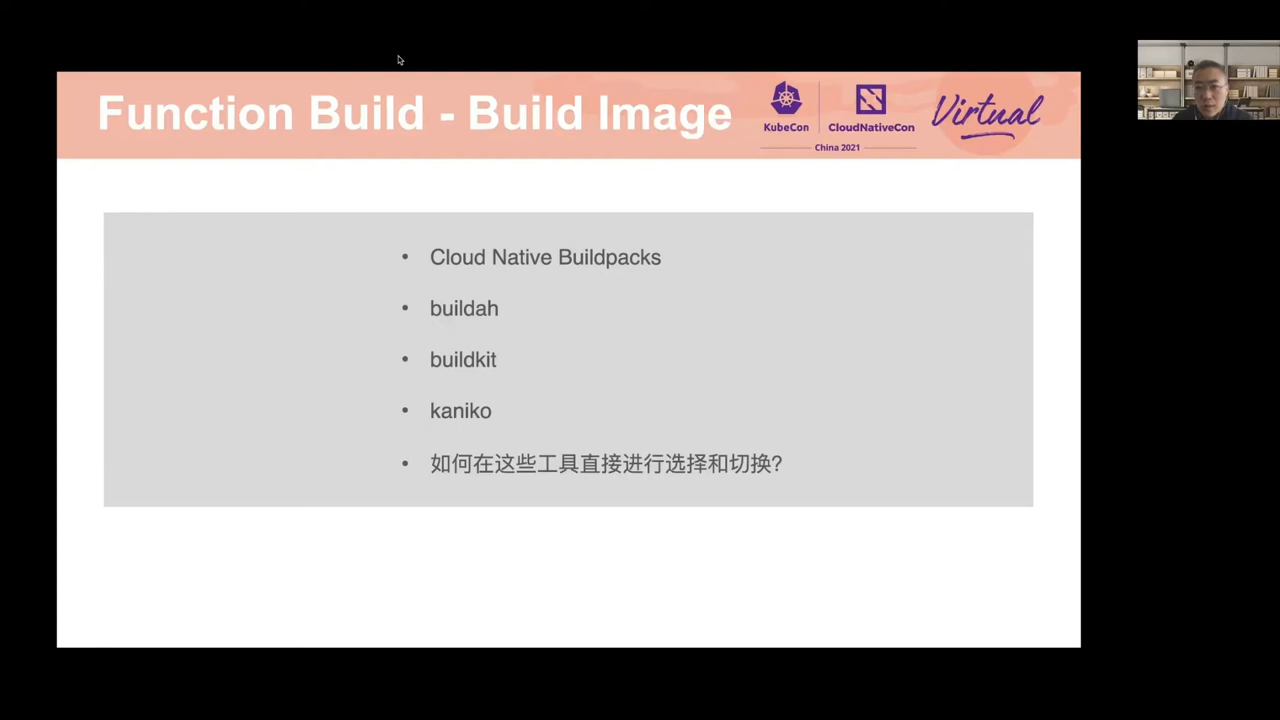 Function Build - Build Image
KubeCon
CloudNativeCon
China 2021
Virtual
• Cloud Native Buildpacks
• buildah
• buildkit
• kaniko
• 如何在这些工具直接进行选择和切换?